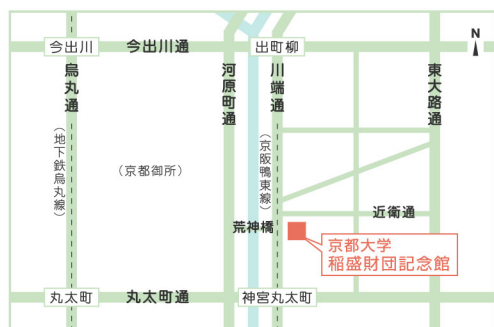 今出川
今出川通
出町柳
N
烏丸通
河原町通
川端通
東大路通
(地下鉄烏丸線)
(京都御所)
(京阪鴨東線)
近衛通
荒神橋
京都大学
稲盛財団記念館
丸太町
丸太町通
神宮丸太町